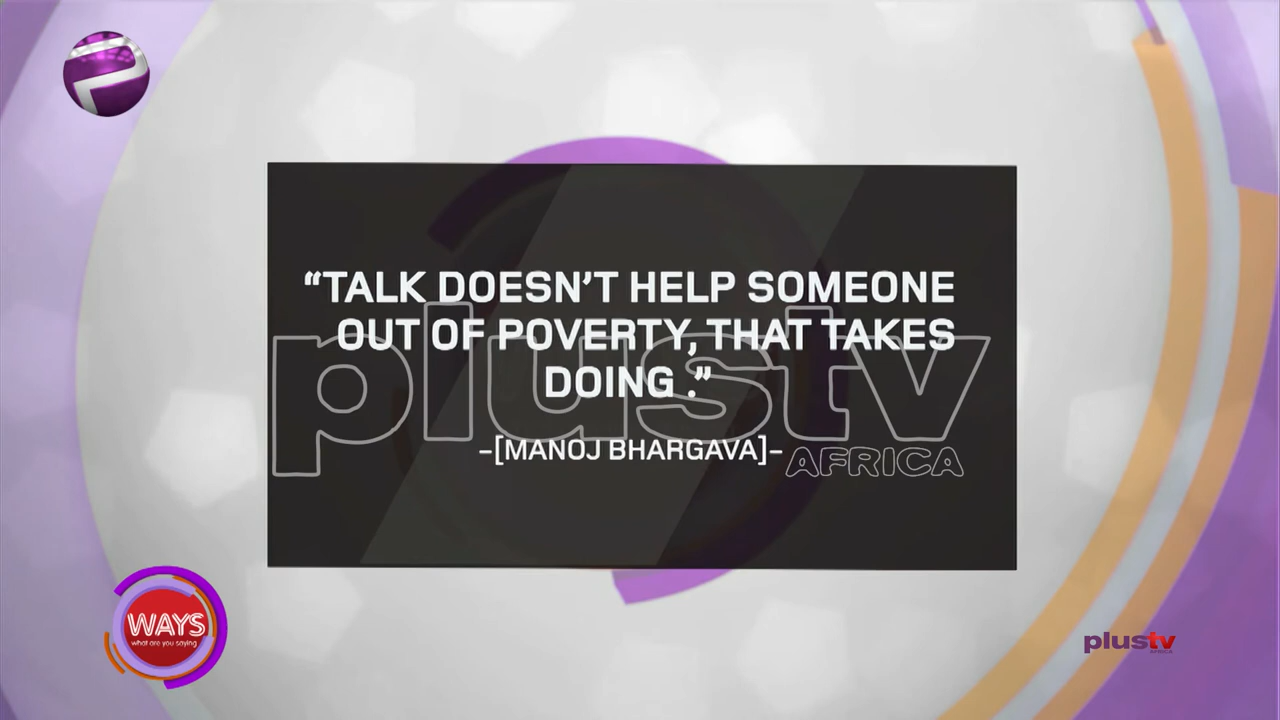 “TALK DOESN’T HELP SOMEONE
OUT OF POVERTY, THAT TAKES
DOING .”
–[MANOJ BHARGAVA]–
plustv
AFRICA
WAYS
what are you saying
plustv
AFRICA